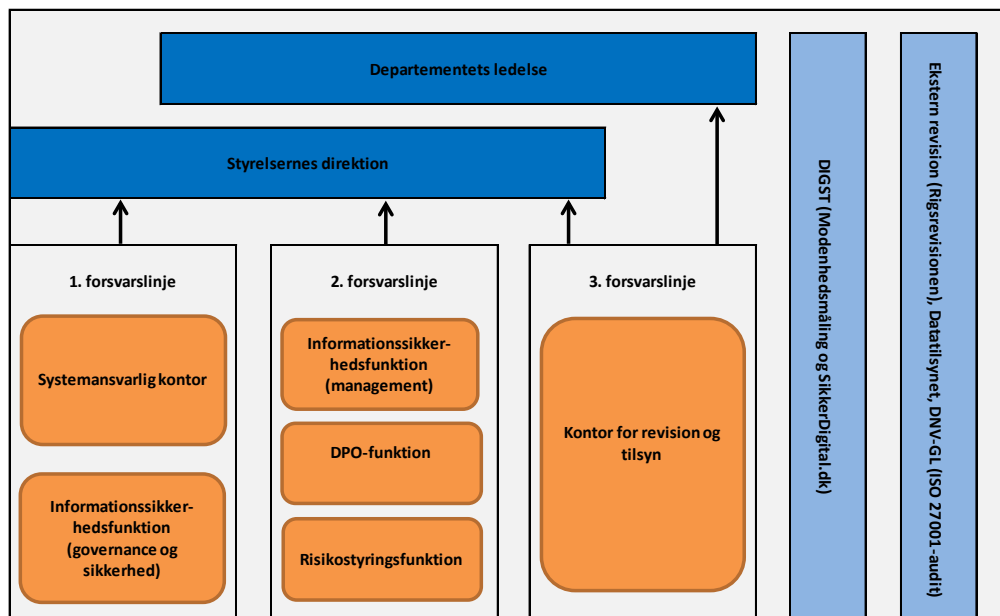 Departementets ledelse
Styrelsernes direktion
1. forsvarslinje
Systemansvarlig kontor
Informationssikker-
hedsfunktion
(governance og
sikkerhed)
2. forsvarslinje
Informationssikker-
hedsfunktion
(management)
DPO-funktion
Risikostyringsfunktion
3. forsvarslinje
Kontor for revision og
tilsyn
DIGST (Modenhedsmåling og SikkerDigital.dk)
Ekstern revision (Rigsrevisionen), Datatilsynet, DNV-GL (ISO 27001-audit)